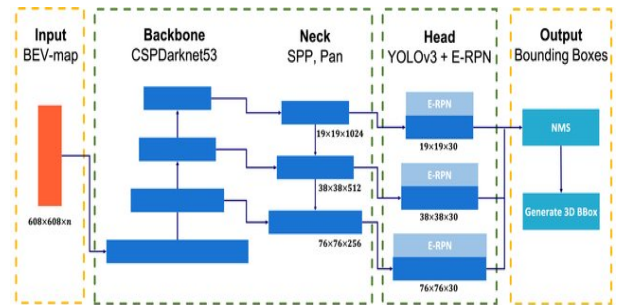 Input
BEV-map
608×608×n
Backbone
CSPDarknet53
Neck
SPP, Pan
19×19×1024
38×38×512
76×76×256
Head
YOLOv3 + E-RPN
E-RPN
19×19×30
E-RPN
38×38×30
E-RPN
76×76×30
Output
Bounding Boxes
NMS
Generate 3D BBox